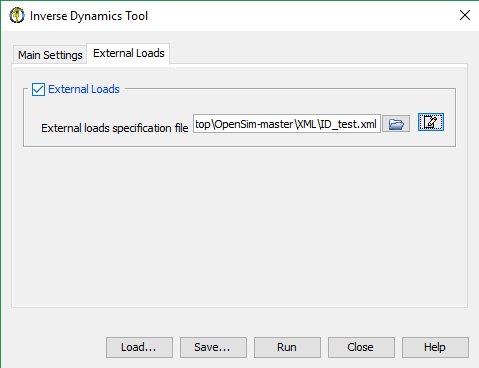 Inverse Dynamics Tool
Main Settings External Loads
External Loads
External loads specification file top\OpenSim-master\XML\ID_test.xml
Load... Save... Run Close Help